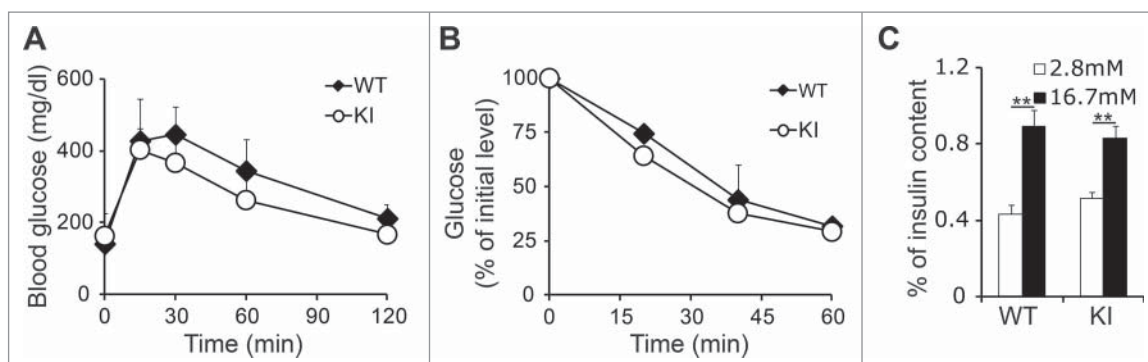 A
Blood glucose (mg/dl)
600
400
200
0
WT
KI
0 30 60 90 120
Time (min)
B
Glucose
(% of initial level)
100
75
50
25
0
WT
KI
0 15 30 45 60
Time (min)
C
% of insulin content
1.2
0.8
0.4
0
2.8mM
16.7mM
** **
WT KI